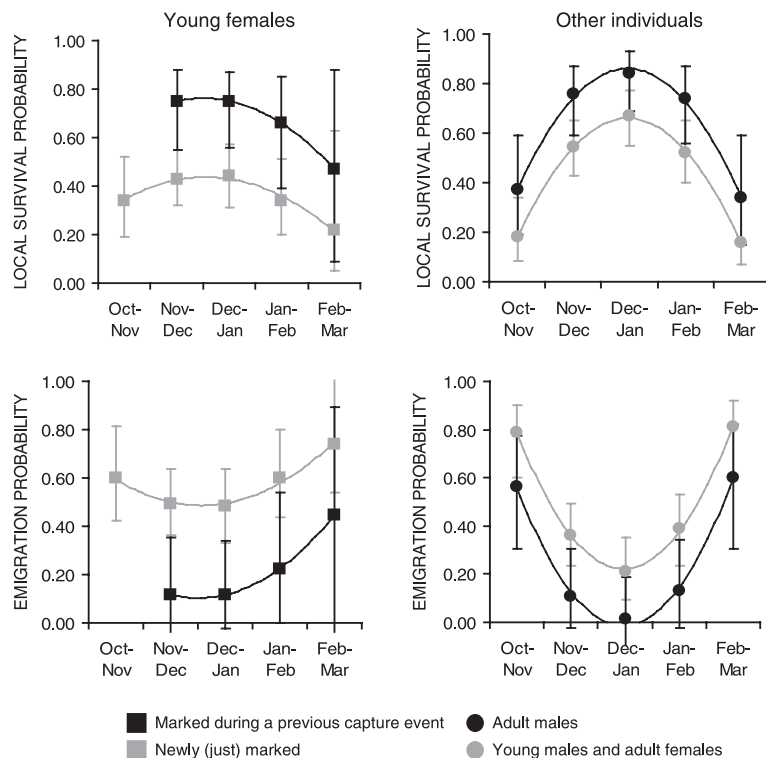 Young females
Other individuals
LOCAL SURVIVAL PROBABILITY
1.00
0.80
0.60
0.40
0.20
0.00
Oct-Nov
Nov-Dec
Dec-Jan
Jan-Feb
Feb-Mar
LOCAL SURVIVAL PROBABILITY
1.00
0.80
0.60
0.40
0.20
0.00
Oct-Nov
Nov-Dec
Dec-Jan
Jan-Feb
Feb-Mar
EMIGRATION PROBABILITY
1.00
0.80
0.60
0.40
0.20
0.00
Oct-Nov
Nov-Dec
Dec-Jan
Jan-Feb
Feb-Mar
EMIGRATION PROBABILITY
1.00
0.80
0.60
0.40
0.20
0.00
Oct-Nov
Nov-Dec
Dec-Jan
Jan-Feb
Feb-Mar
Marked during a previous capture event
Newly (just) marked
Adult males
Young males and adult females